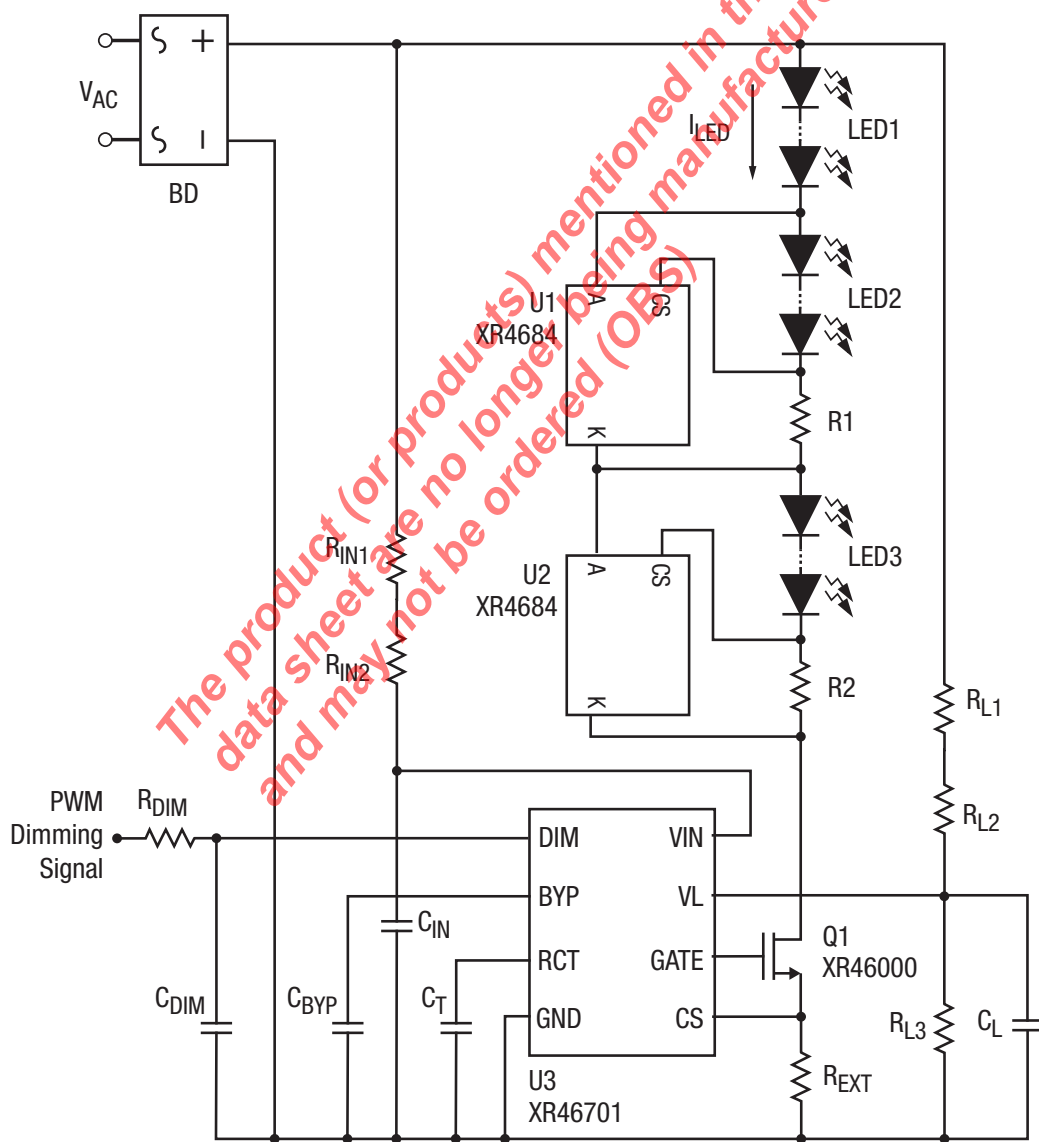 VAC
BD
ILED
LED1
LED2
U1
XR4684
A
CS
K
R1
LED3
U2
XR4684
A
CS
K
R2
RIN1
RIN2
RL1
RL2
PWM
Dimming
Signal
RDIM
DIM
VIN
BYP
VL
RCT
GATE
GND
CS
CIN
Q1
XR46000
CDIM
CBYP
CT
RL3
CL
REXT
U3
XR46701
The product (or products) mentioned in
data sheet are no longer being
and may not be ordered (OBS)